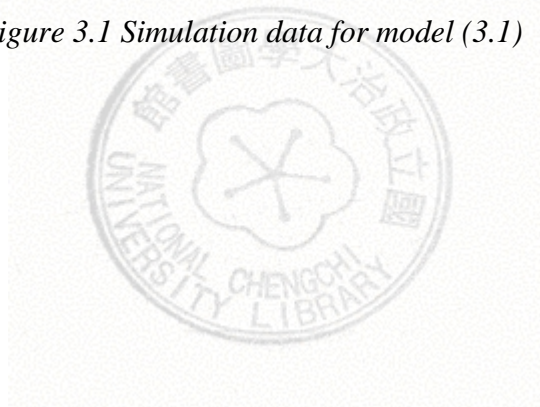 igure 3.1 Simulation data for model (3.1)
國立政治大學圖書館
NATIONAL CHENGCHI
UNIVERSITY LIBRARY